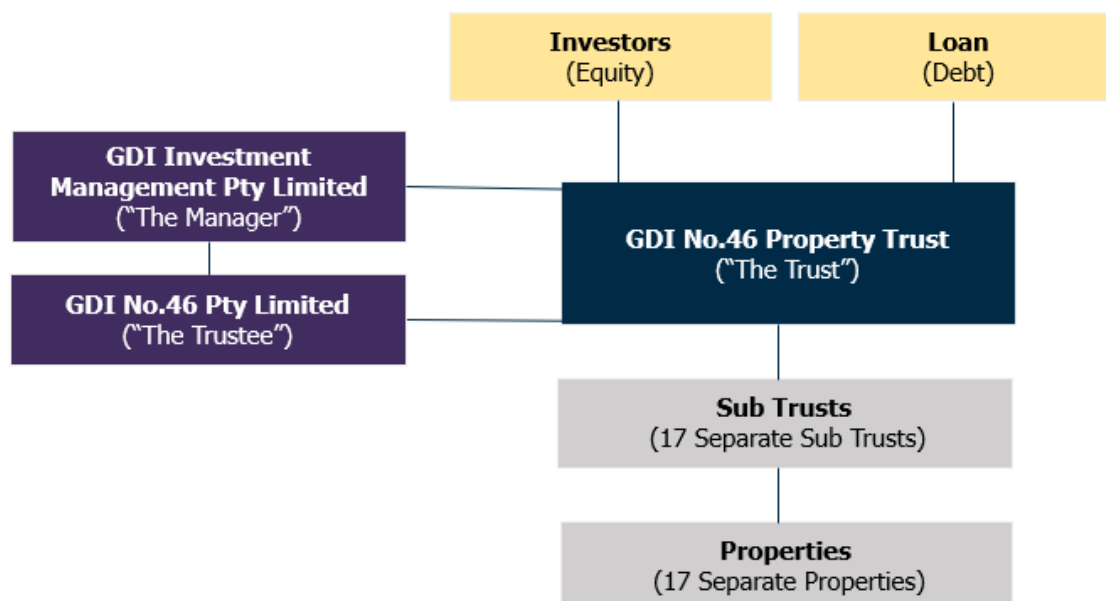 Investors
(Equity)
Loan
(Debt)
GDI Investment
Management Pty Limited
(“The Manager”)
GDI No.46 Property Trust
(“The Trust”)
GDI No.46 Pty Limited
(“The Trustee”)
Sub Trusts
(17 Separate Sub Trusts)
Properties
(17 Separate Properties)